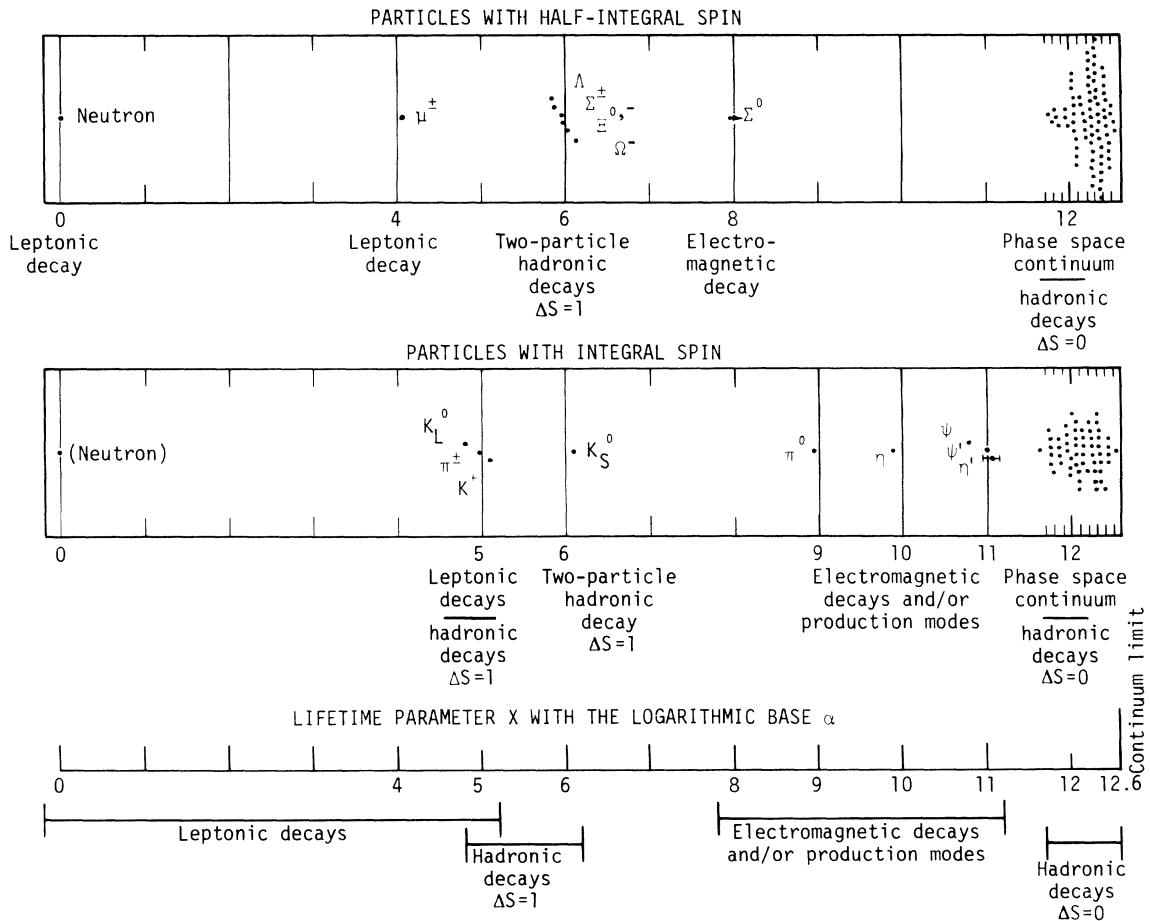 PARTICLES WITH HALF-INTEGRAL SPIN
Neutron
μ±
Λ
Σ±
Ξ0,-
Ω-
Σ0
0 4 6 8 12
Leptonic decay
Leptonic decay
Two-particle hadronic decays ΔS=1
Electro-magnetic decay
Phase space continuum
hadronic decays ΔS=0
PARTICLES WITH INTEGRAL SPIN
(Neutron)
K_L^0
π±
K
K_S^0
π0
η
ψ
ψ'
η'
0 5 6 9 10 11 12
Leptonic decays
hadronic decays ΔS=1
Two-particle hadronic decay ΔS=1
Electromagnetic decays and/or production modes
Phase space continuum
hadronic decays ΔS=0
Continuum limit
LIFETIME PARAMETER X WITH THE LOGARITHMIC BASE α
0 4 5 6 8 9 10 11 12 12.6
Leptonic decays
Hadronic decays ΔS=1
Electromagnetic decays and/or production modes
Hadronic decays ΔS=0